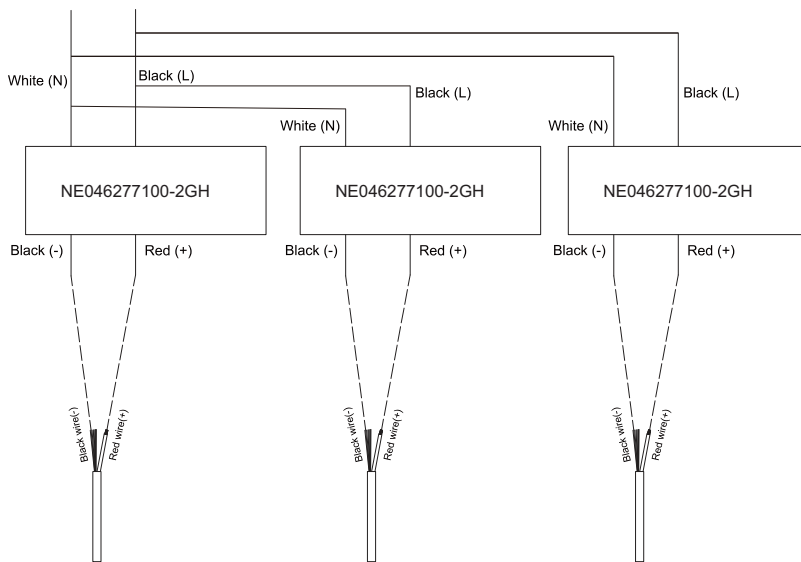 White (N)
Black (L)
Black (L)
Black (L)
White (N)
White (N)
NE046277100-2GH
NE046277100-2GH
NE046277100-2GH
Black (-)
Red (+)
Black (-)
Red (+)
Black (-)
Red (+)
Black wire(-)
Red wire(+)
Black wire(-)
Red wire(+)
Black wire(-)
Red wire(+)